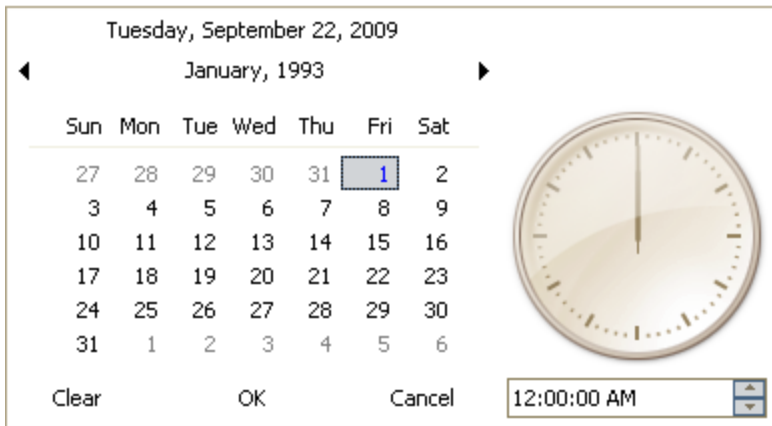 Tuesday, September 22, 2009
January, 1993
Sun Mon Tue Wed Thu Fri Sat
27 28 29 30 31 1 2
3 4 5 6 7 8 9
10 11 12 13 14 15 16
17 18 19 20 21 22 23
24 25 26 27 28 29 30
31 1 2 3 4 5 6
Clear OK Cancel
12:00:00 AM